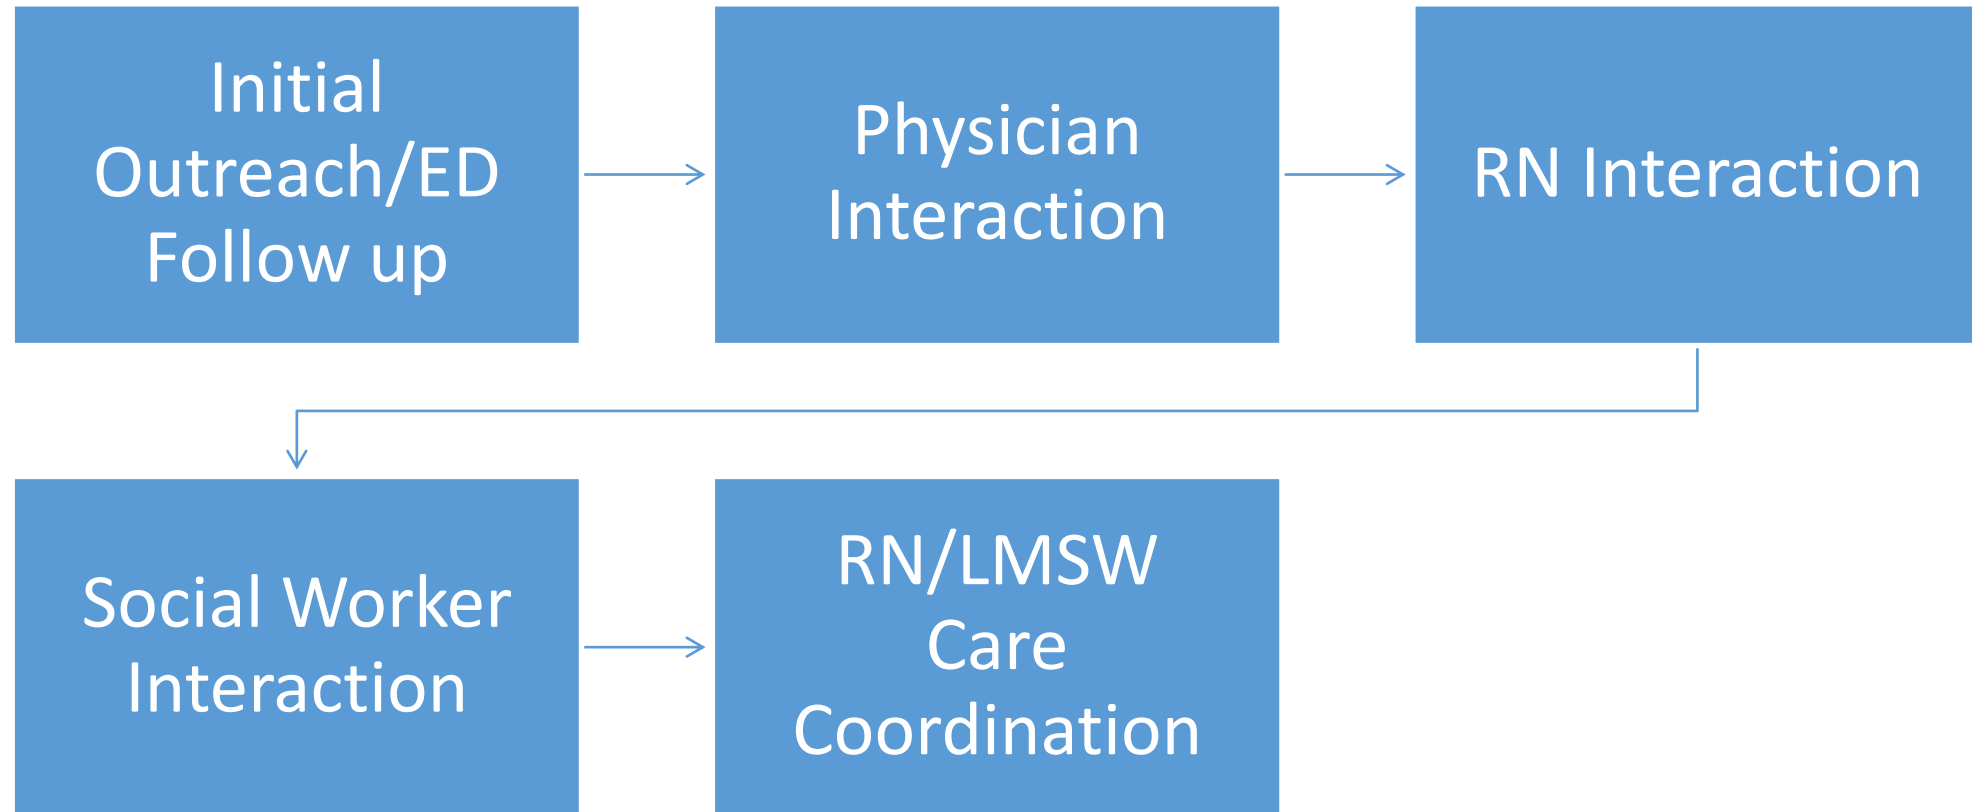 Initial
Outreach/ED
Follow up
Physician
Interaction
RN Interaction
Social Worker
Interaction
RN/LMSW
Care
Coordination